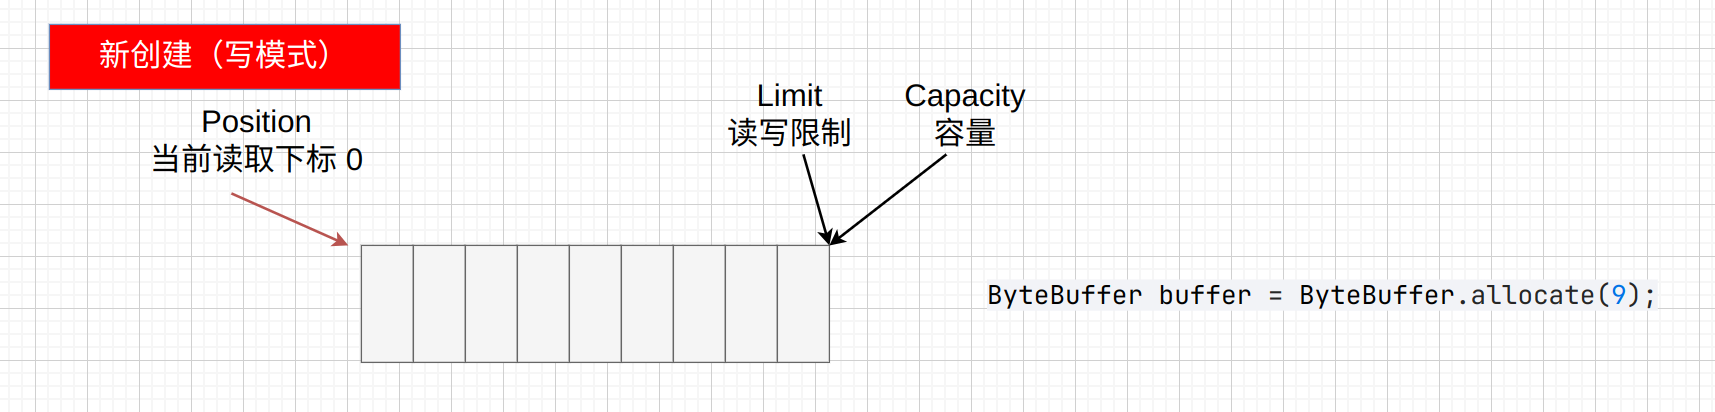 新创建（写模式）
Position
当前读取下标 0
Limit
读写限制
Capacity
容量
ByteBuffer buffer = ByteBuffer.allocate(9);